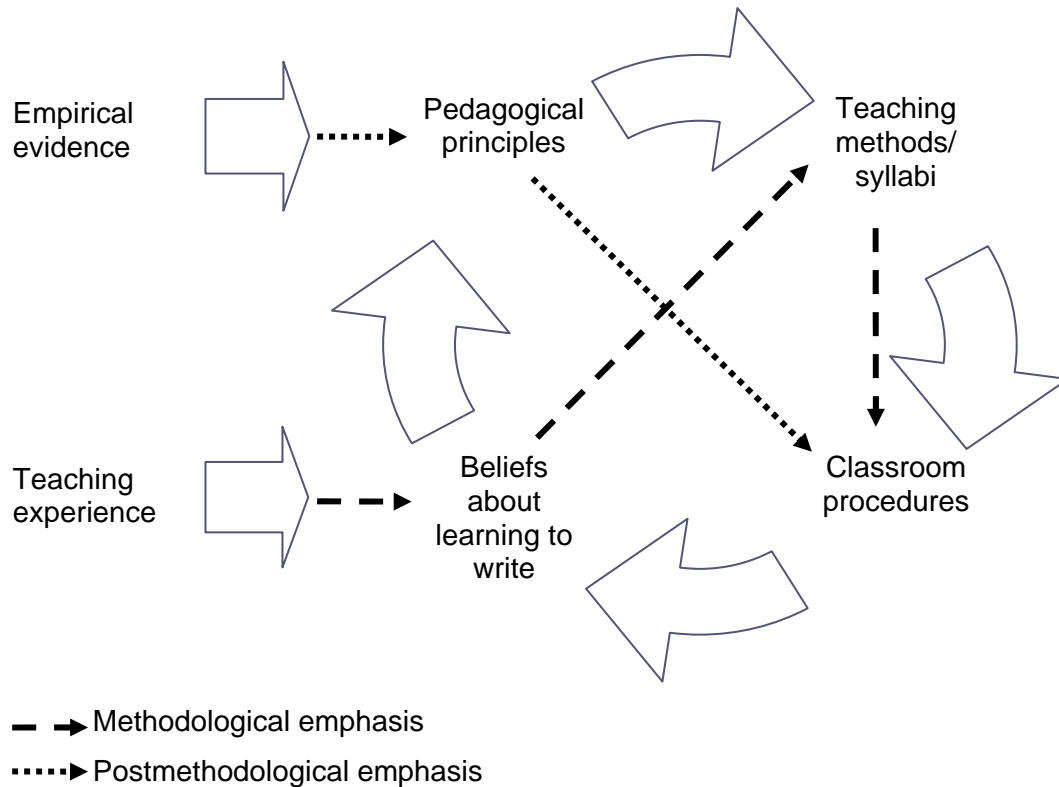 Empirical
evidence
Pedagogical
principles
Teaching
methods/
syllabi
Teaching
experience
Beliefs
about
learning to
write
Classroom
procedures
Methodological emphasis
Postmethodological emphasis